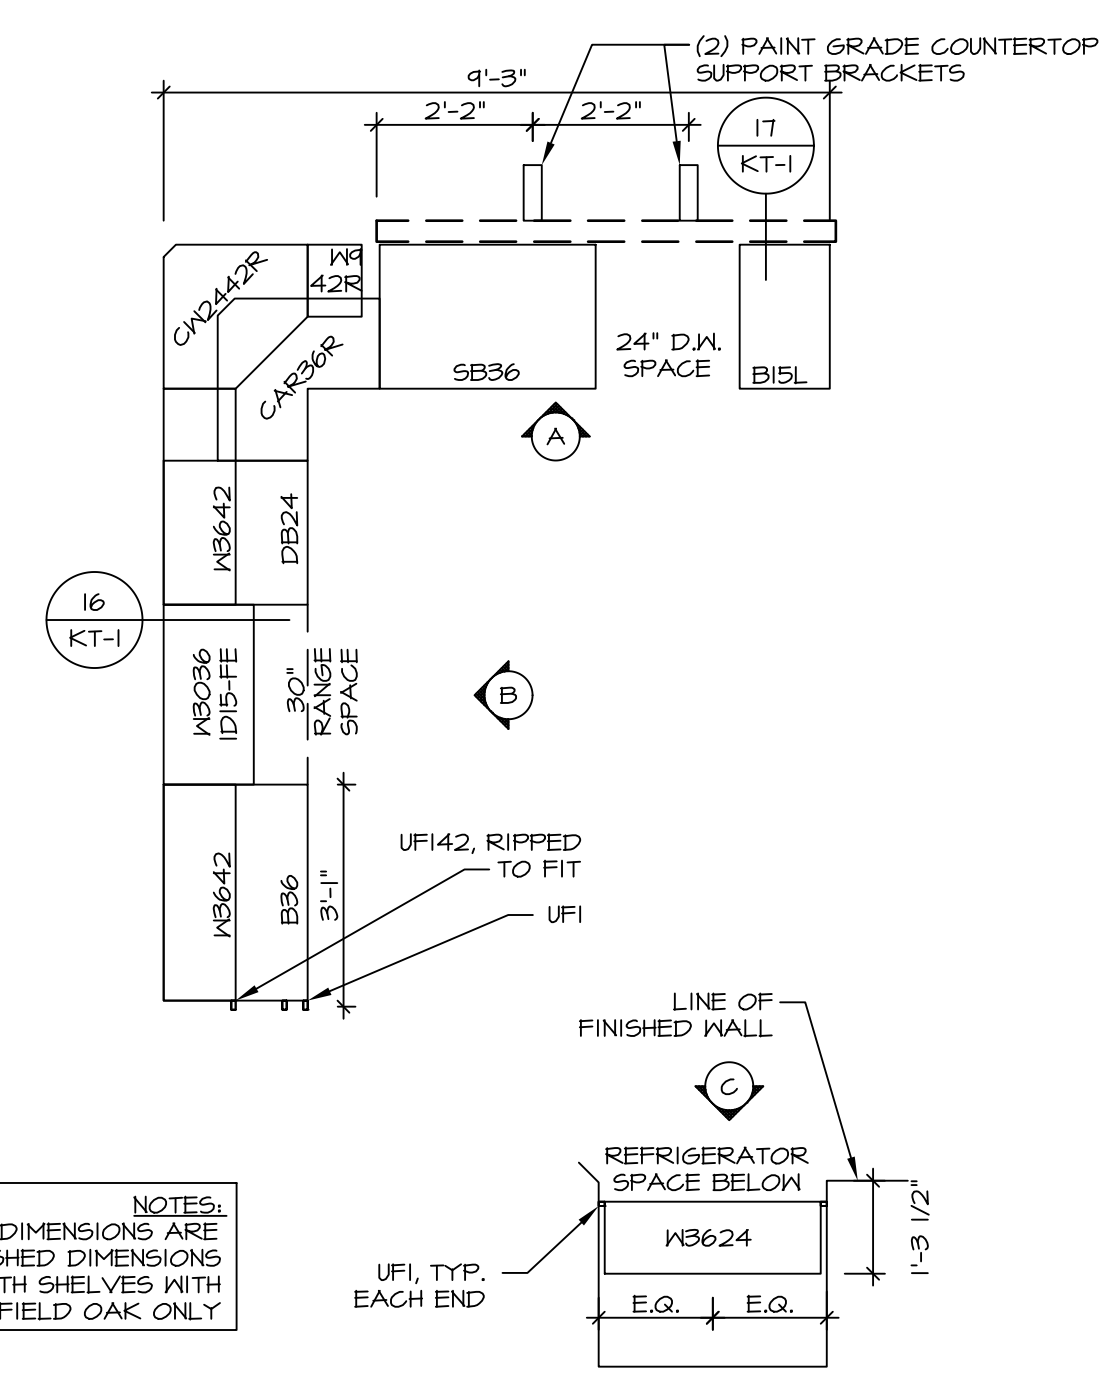 (2) PAINT GRADE COUNTERTOP
SUPPORT BRACKETS
9'-3"
2'-2"
2'-2"
17
KT-1
CW2442R
W9
42R
CAR36R
SB36
24" D.W.
SPACE
B15L
A
W3642
DB24
16
KT-1
W3036
1D15-FE
30"
RANGE
SPACE
B
W3642
B36
3'-1"
UF142, RIPPED
TO FIT
UF1
LINE OF
FINISHED WALL
C
REFRIGERATOR
SPACE BELOW
W3624
1'-3 1/2"
UF1, TYP.
EACH END
E.Q.
E.Q.
NOTES:
DIMENSIONS ARE
SHED DIMENSIONS
TH SHELVES WITH
FIELD OAK ONLY